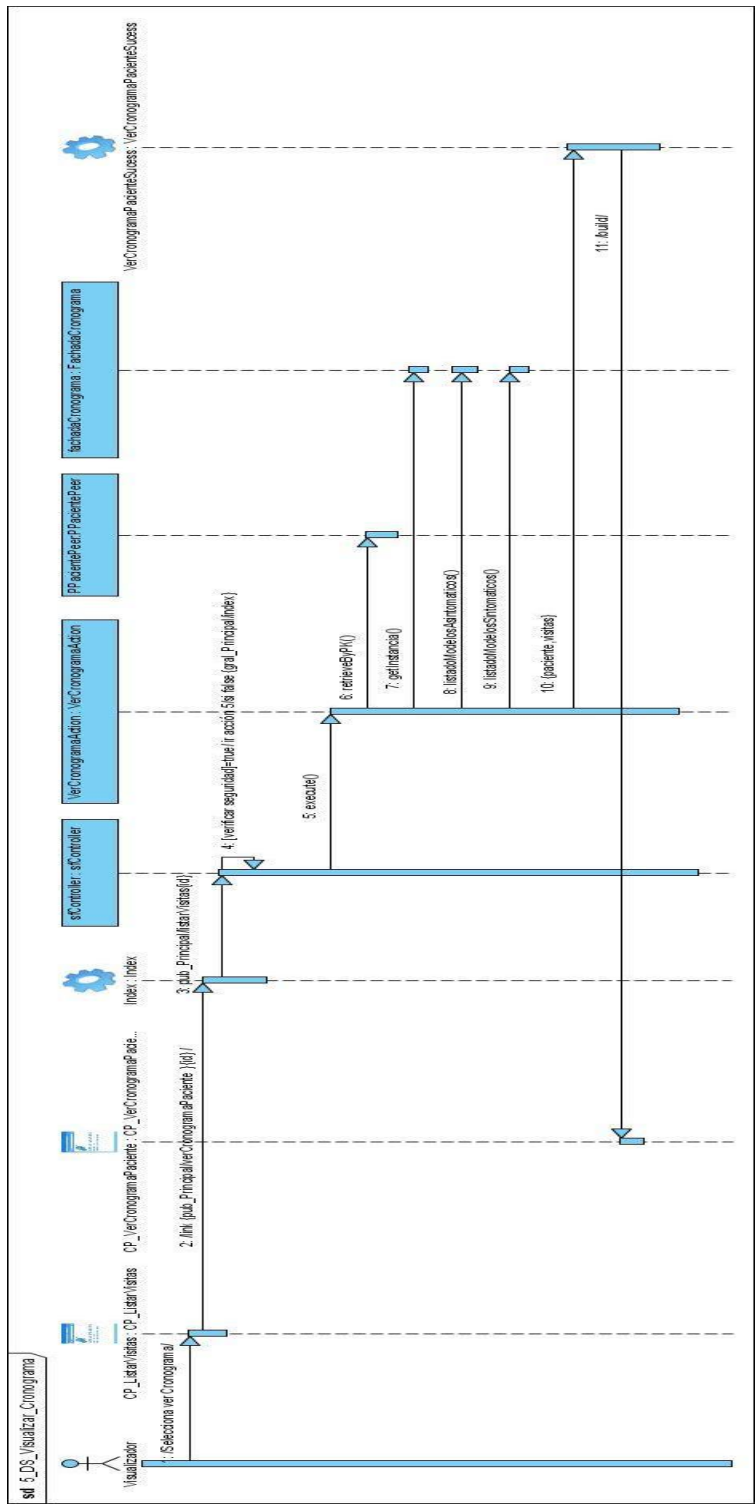 sd 5_DS_Visualizar_Cronograma
Visualizador
CP_ListarVisitas : CP_ListarVisitas
CP_VerCronogramaPaciente : CP_VerCronogramaPacie...
Index : Index
sfController : sfController
VerCronogramaAction : VerCronogramaAction
PPacientePeer:PPacientePeer
fachadaCronograma : FachadaCronograma
VerCronogramaPacienteSucess : VerCronogramaPacienteSucess
1: /Selecciona ver Cronograma/
2: /link {pub_Principal/verCronogramaPaciente }{id} /
3: pub_Principal/listarVisitas{id}
4: [verificar seguridad]=true/ ir acción 5/si false {gral_Principal/index}
5: execute()
6: retrieveByPK()
7: getInstancia()
8: listadoModelosAsintomaticos()
9: listadoModelosSintomaticos()
10: {paciente,visitas}
11: /build/